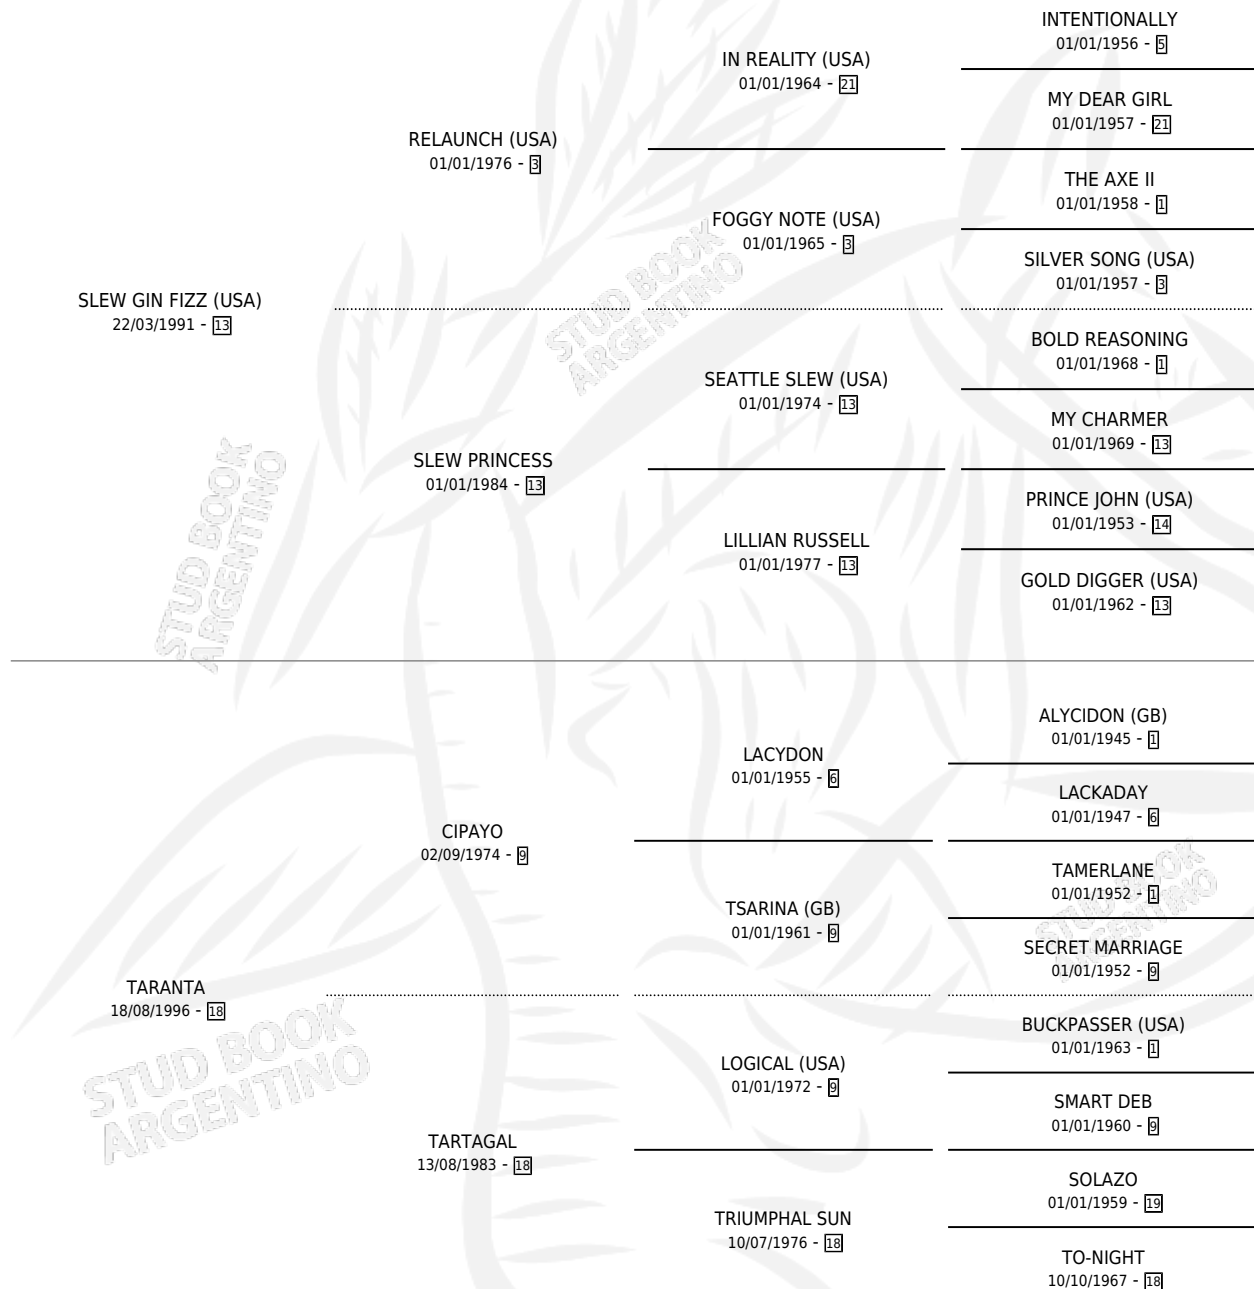 INTENTIONALLY
01/01/1956 - 5
IN REALITY (USA)
01/01/1964 - 21
MY DEAR GIRL
01/01/1957 - 21
RELAUNCH (USA)
01/01/1976 - 3
THE AXE II
01/01/1958 - 1
FOGGY NOTE (USA)
01/01/1965 - 3
SILVER SONG (USA)
01/01/1957 - 3
SLEW GIN FIZZ (USA)
22/03/1991 - 13
BOLD REASONING
01/01/1968 - 1
SEATTLE SLEW (USA)
01/01/1974 - 13
MY CHARMER
01/01/1969 - 13
SLEW PRINCESS
01/01/1984 - 13
PRINCE JOHN (USA)
01/01/1953 - 14
LILLIAN RUSSELL
01/01/1977 - 13
GOLD DIGGER (USA)
01/01/1962 - 13
ALYCIDON (GB)
01/01/1945 - 1
LACYDON
01/01/1955 - 6
LACKADAY
01/01/1947 - 6
CIPAYO
02/09/1974 - 9
TAMERLANE
01/01/1952 - 1
TSARINA (GB)
01/01/1961 - 9
SECRET MARRIAGE
01/01/1952 - 9
TARANTA
18/08/1996 - 18
BUCKPASSER (USA)
01/01/1963 - 1
LOGICAL (USA)
01/01/1972 - 9
SMART DEB
01/01/1960 - 9
TARTAGAL
13/08/1983 - 18
SOLAZO
01/01/1959 - 19
TRIUMPHAL SUN
10/07/1976 - 18
TO-NIGHT
10/10/1967 - 18
STUD BOOK
ARGENTINO
STUD BOOK
ARGENTINO
STUD BOOK
ARGENTINO
STUD BOOK
ARGENTINO